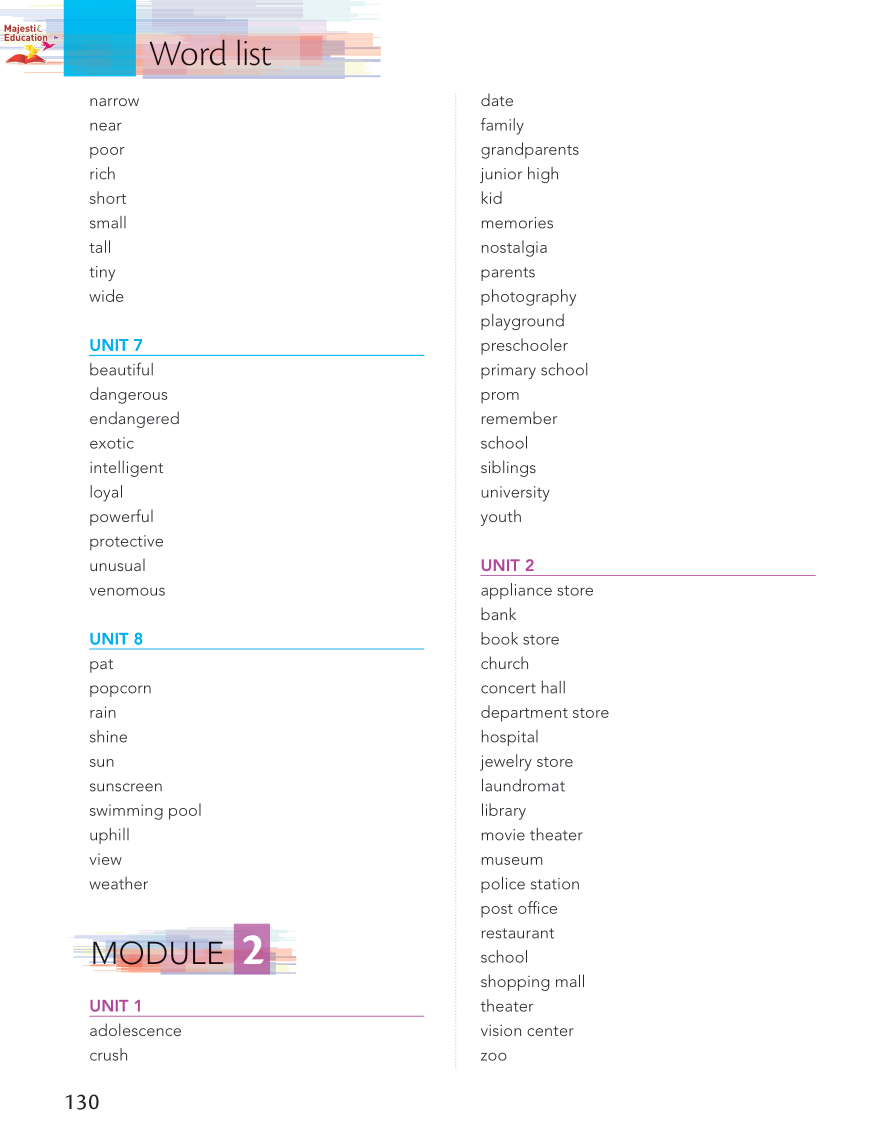 Majestic
Education
Word list
narrow
near
poor
rich
short
small
tall
tiny
wide
UNIT 7
beautiful
dangerous
endangered
exotic
intelligent
loyal
powerful
protective
unusual
venomous
UNIT 8
pat
popcorn
rain
shine
sun
sunscreen
swimming pool
uphill
view
weather
MODULE 2
UNIT 1
adolescence
crush
date
family
grandparents
junior high
kid
memories
nostalgia
parents
photography
playground
preschooler
primary school
prom
remember
school
siblings
university
youth
UNIT 2
appliance store
bank
book store
church
concert hall
department store
hospital
jewelry store
laundromat
library
movie theater
museum
police station
post office
restaurant
school
shopping mall
theater
vision center
zoo
130